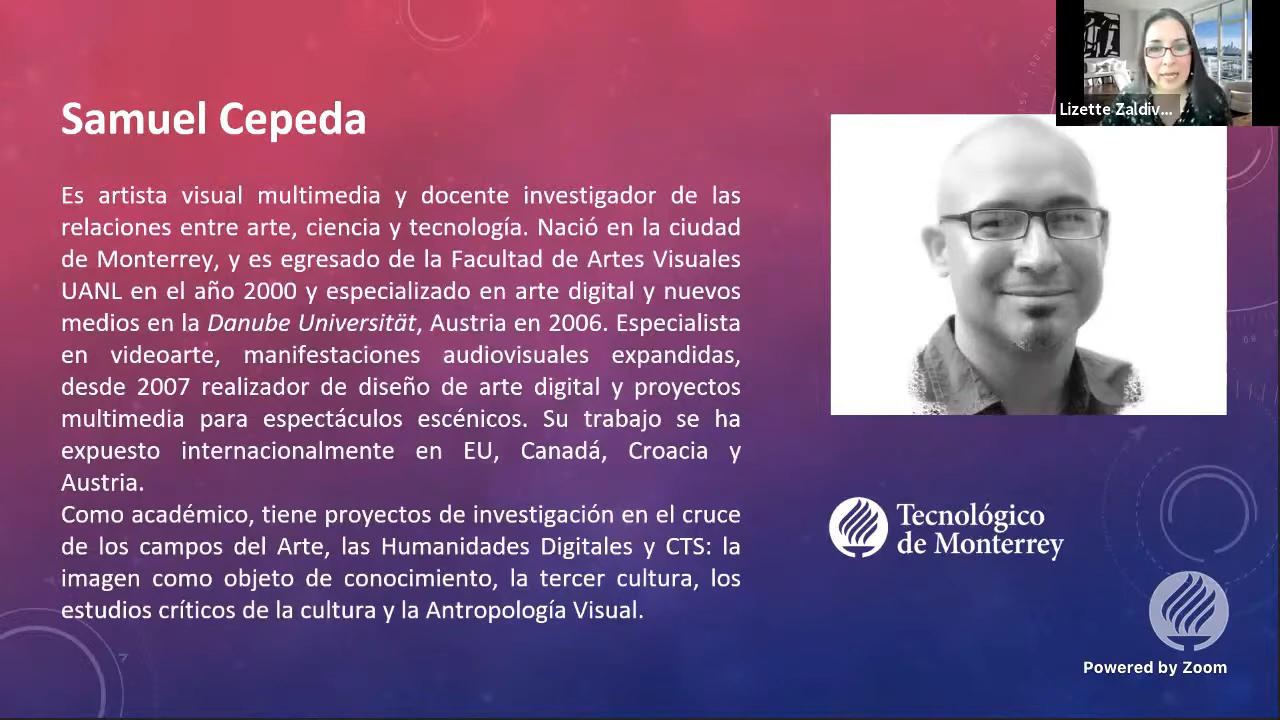 Lizette Zaldiv...
Samuel Cepeda
Es artista visual multimedia y docente investigador de las
relaciones entre arte, ciencia y tecnología. Nació en la ciudad
de Monterrey, y es egresado de la Facultad de Artes Visuales
UANL en el año 2000 y especializado en arte digital y nuevos
medios en la Danube Universität, Austria en 2006. Especialista
en videoarte, manifestaciones audiovisuales expandidas,
desde 2007 realizador de diseño de arte digital y proyectos
multimedia para espectáculos escénicos. Su trabajo se ha
expuesto internacionalmente en EU, Canadá, Croacia y
Austria.
Como académico, tiene proyectos de investigación en el cruce
de los campos del Arte, las Humanidades Digitales y CTS: la
imagen como objeto de conocimiento, la tercer cultura, los
estudios críticos de la cultura y la Antropología Visual.
Tecnológico
de Monterrey
Powered by Zoom